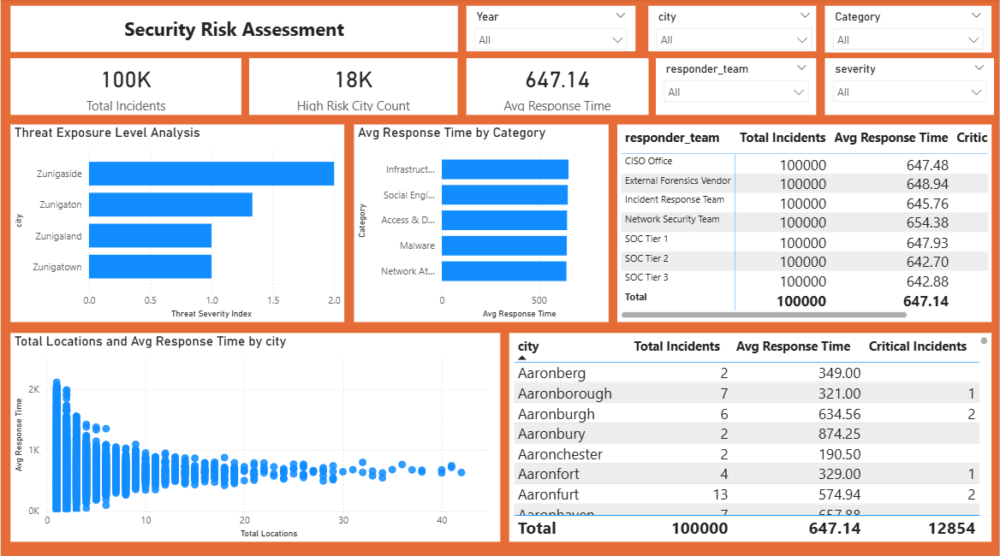 Security Risk Assessment
Year
All
city
All
Category
All
100K
Total Incidents
18K
High Risk City Count
647.14
Avg Response Time
responder_team
All
severity
All
Threat Exposure Level Analysis
city
Zunigaside
Zunigaton
Zunigaland
Zunigatown
0.0 0.5 1.0 1.5 2.0
Threat Severity Index
Avg Response Time by Category
Category
Infrastruct...
Social Engi...
Access & D...
Malware
Network At...
0 500
Avg Response Time
responder_team Total Incidents Avg Response Time Critic
CISO Office 100000 647.48
External Forensics Vendor 100000 648.94
Incident Response Team 100000 645.76
Network Security Team 100000 654.38
SOC Tier 1 100000 647.93
SOC Tier 2 100000 642.70
SOC Tier 3 100000 642.88
Total 100000 647.14
Total Locations and Avg Response Time by city
Avg Response Time
2K
1K
0K
0 10 20 30 40
Total Locations
city Total Incidents Avg Response Time Critical Incidents
Aaronberg 2 349.00
Aaronborough 7 321.00 1
Aaronburgh 6 634.56 2
Aaronbury 2 874.25
Aaronchester 2 190.50
Aaronfort 4 329.00 1
Aaronfurt 13 574.94 2
Aaronhaven 7 657.88
Total 100000 647.14 12854